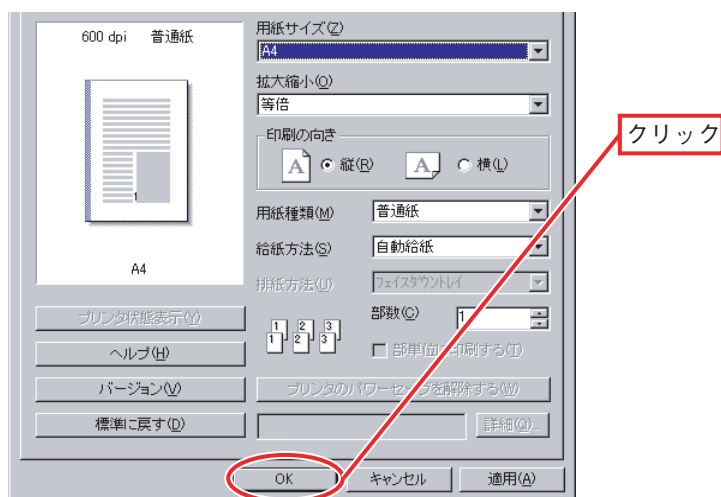 600 dpi 普通紙
A4
用紙サイズ(Z)
A4
拡大縮小(O)
等倍
印刷の向き
A 縦(R) A 横(L)
用紙種類(M) 普通紙
給紙方法(S) 自動給紙
排紙方法(U) フェイスダウントレイ
部数(C) 1
1 1 2 2 3 3
部単位で印刷する(T)
プリンタ状態表示(Y)
ヘルプ(H)
バージョン(V)
プリンタのパワーセーブを解除する(W)
標準に戻す(D)
詳細(Q)...
OK キャンセル 適用(A)
クリック